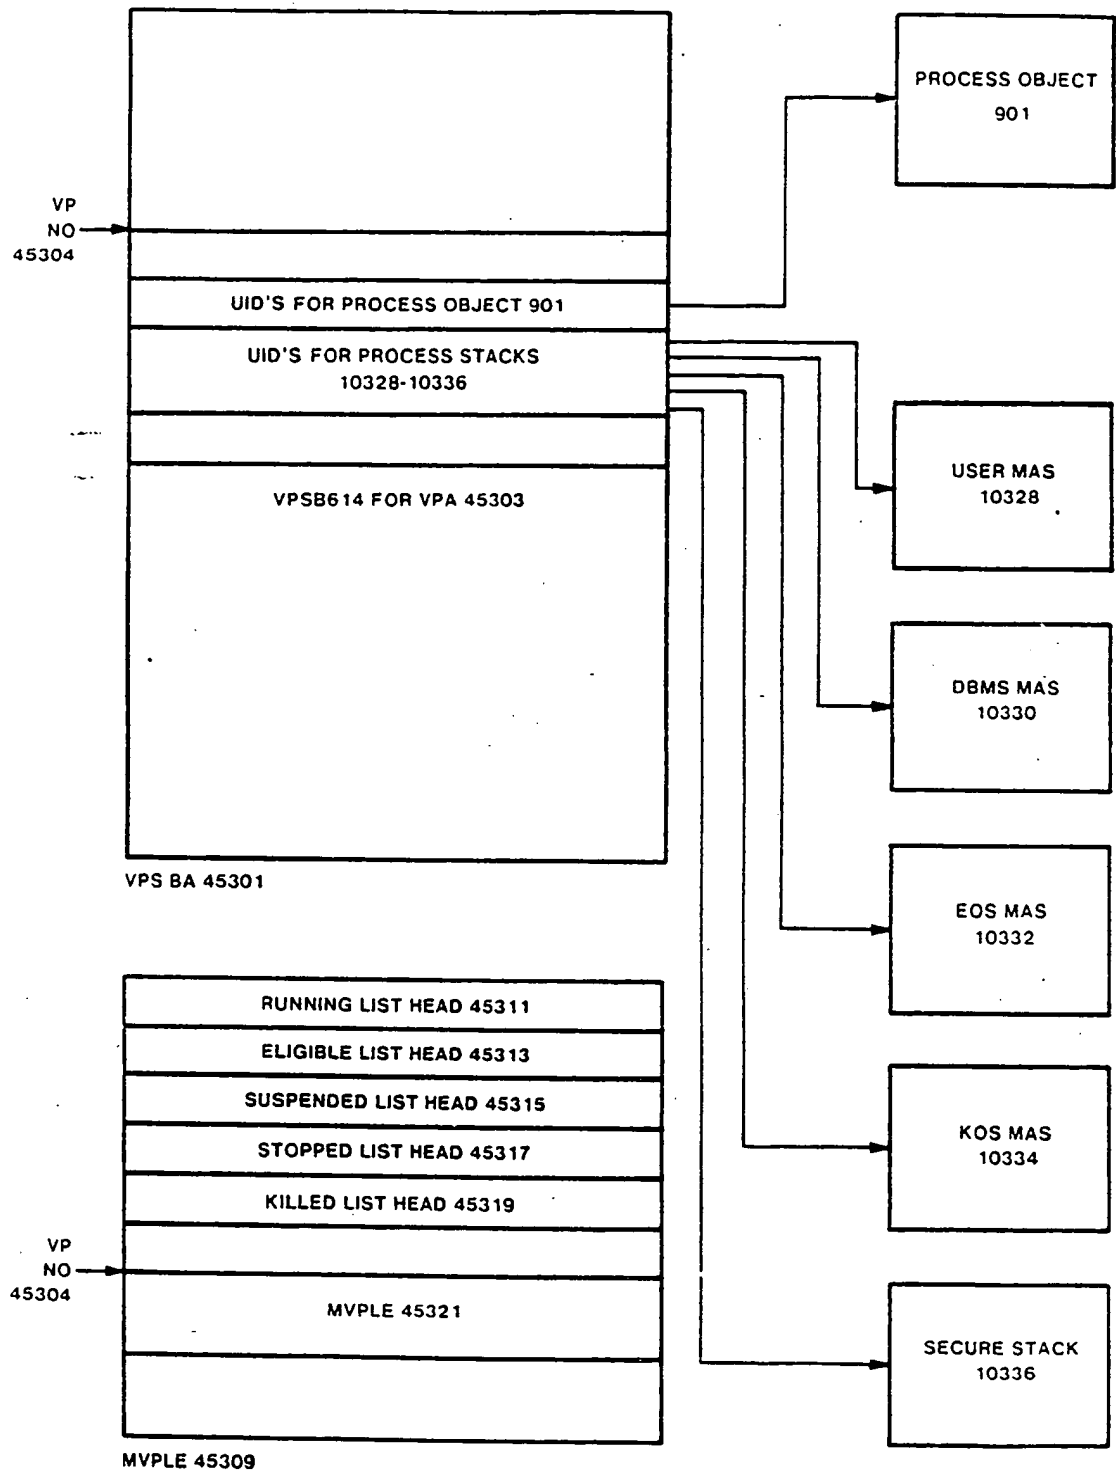 PROCESS OBJECT
901
VP
NO
45304
UID'S FOR PROCESS OBJECT 901
UID'S FOR PROCESS STACKS
10328-10336
VPSB614 FOR VPA 45303
USER MAS
10328
DBMS MAS
10330
VPS BA 45301
EOS MAS
10332
RUNNING LIST HEAD 45311
ELIGIBLE LIST HEAD 45313
SUSPENDED LIST HEAD 45315
STOPPED LIST HEAD 45317
KILLED LIST HEAD 45319
KOS MAS
10334
VP
NO
45304
MVPLE 45321
SECURE STACK
10336
MVPLE 45309